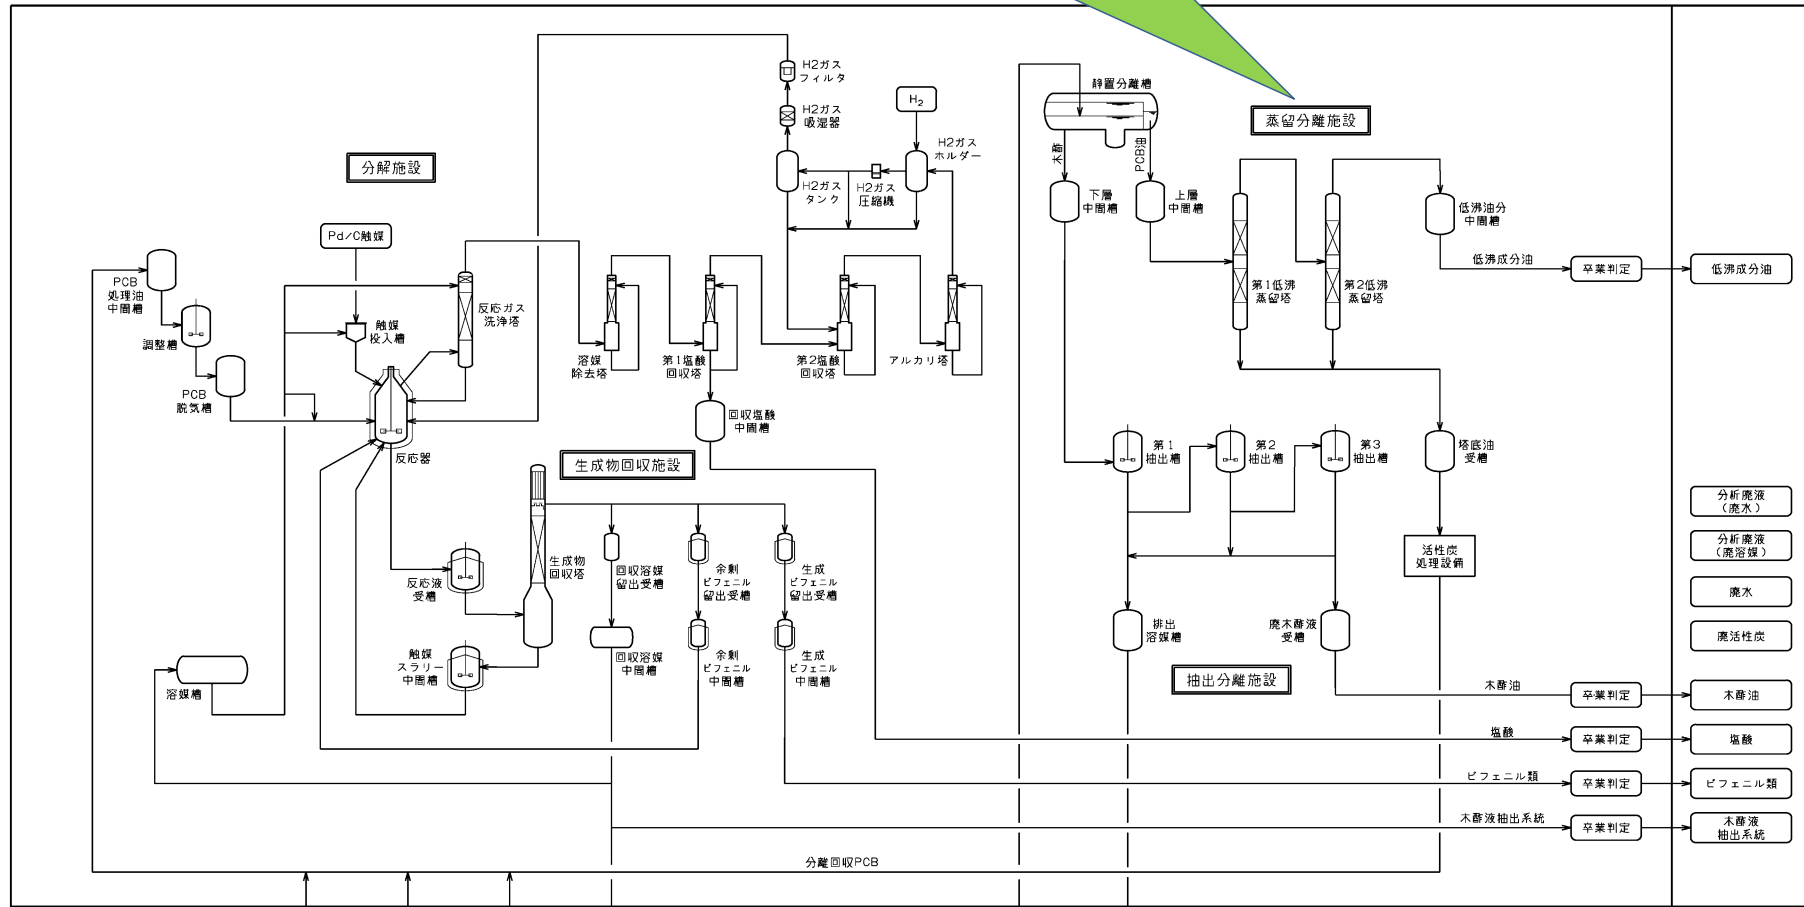 分解施設
Pd/C触媒
PCB
処理油
中間槽
調整槽
PCB
脱気槽
触媒
投入槽
反応ガス
洗浄塔
反応器
H2ガス
フィルタ
H2ガス
吸湿器
H₂
H2ガス
ホルダー
H2ガス
タンク
H2ガス
圧縮機
溶媒
除去塔
第1塩酸
回収塔
第2塩酸
回収塔
アルカリ塔
回収塩酸
中間槽
生成物回収施設
生成物
回収塔
反応液
受槽
触媒
スラリー
中間槽
溶媒槽
回収溶媒
留出受槽
回収溶媒
中間槽
余剰
ビフェニル
留出受槽
余剰
ビフェニル
中間槽
生成
ビフェニル
留出受槽
生成
ビフェニル
中間槽
静置分離槽
蒸留分離施設
木酢
PCB油
下層
中間槽
上層
中間槽
第1低沸
蒸留塔
第2低沸
蒸留塔
低沸油分
中間槽
低沸成分油
卒業判定
低沸成分油
第1
抽出槽
第2
抽出槽
第3
抽出槽
塔底油
受槽
活性炭
処理設備
排出
溶媒槽
廃木酢液
受槽
抽出分離施設
分析廃液
(廃水)
分析廃液
(廃溶媒)
廃水
廃活性炭
木酢油
卒業判定
木酢油
塩酸
卒業判定
塩酸
ビフェニル類
卒業判定
ビフェニル類
木酢液抽出系統
卒業判定
木酢液
抽出系統
分離回収PCB